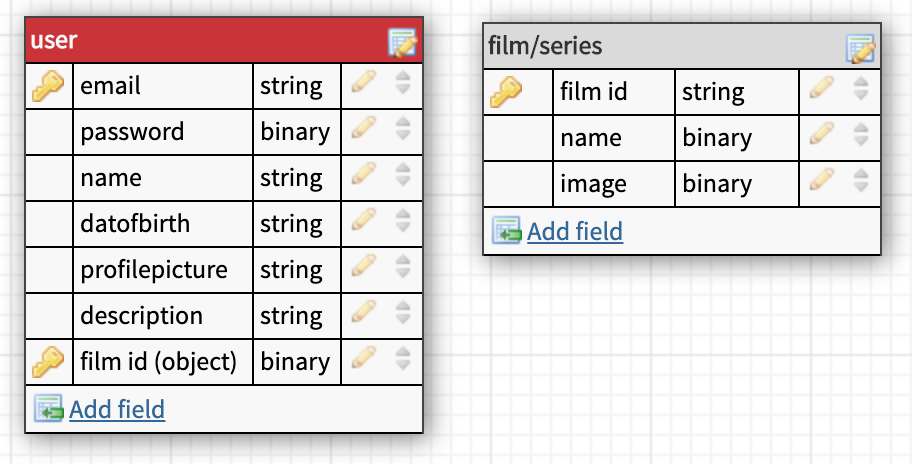 user
email string
password binary
name string
datofbirth string
profilepicture string
description string
film id (object) binary
Add field
film/series
film id string
name binary
image binary
Add field